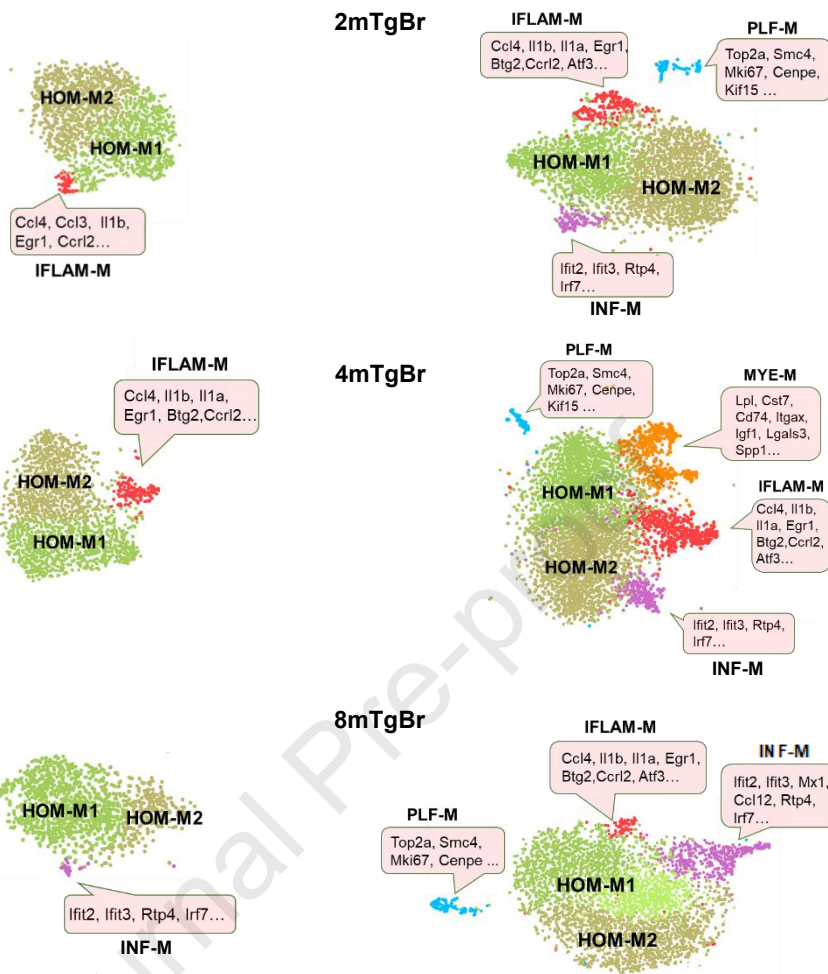 2mTgBr
HOM-M2
HOM-M1
Ccl4, Ccl3, Il1b,
Egr1, Ccrl2...
IFLAM-M
IFLAM-M
Ccl4, Il1b, Il1a, Egr1,
Btg2,Ccrl2, Atf3...
PLF-M
Top2a, Smc4,
Mki67, Cenpe,
Kif15 ...
HOM-M1
HOM-M2
Ifit2, Ifit3, Rtp4,
Irf7...
INF-M
4mTgBr
IFLAM-M
Ccl4, Il1b, Il1a,
Egr1, Btg2,Ccrl2...
HOM-M2
HOM-M1
PLF-M
Top2a, Smc4,
Mki67, Cenpe,
Kif15 ...
MYE-M
Lpl, Cst7,
Cd74, Itgax,
Igf1, Lgals3,
Spp1...
HOM-M1
HOM-M2
IFLAM-M
Ccl4, Il1b,
Il1a, Egr1,
Btg2,Ccrl2,
Atf3...
Ifit2, Ifit3, Rtp4,
Irf7...
INF-M
8mTgBr
HOM-M1
HOM-M2
Ifit2, Ifit3, Rtp4, Irf7...
INF-M
IFLAM-M
Ccl4, Il1b, Il1a, Egr1,
Btg2,Ccrl2, Atf3...
INF-M
Ifit2, Ifit3, Mx1,
Ccl12, Rtp4,
Irf7...
PLF-M
Top2a, Smc4,
Mki67, Cenpe ...
HOM-M1
HOM-M2
rnal Pre-proof